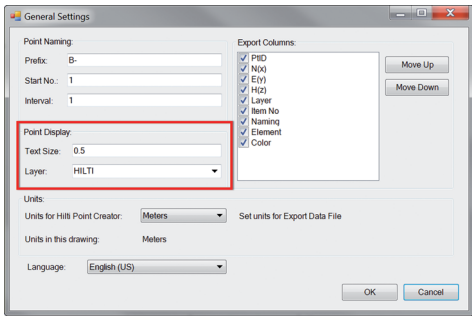 General Settings
Point Naming:
Prefix: B-
Start No.: 1
Interval: 1
Point Display:
Text Size: 0.5
Layer: HILTI
Export Columns:
PtID
N(x)
E(y)
H(z)
Layer
Item No
Naming
Element
Color
Move Up
Move Down
Units:
Units for Hilti Point Creator: Meters Set units for Export Data File
Units in this drawing: Meters
Language: English (US)
OK Cancel